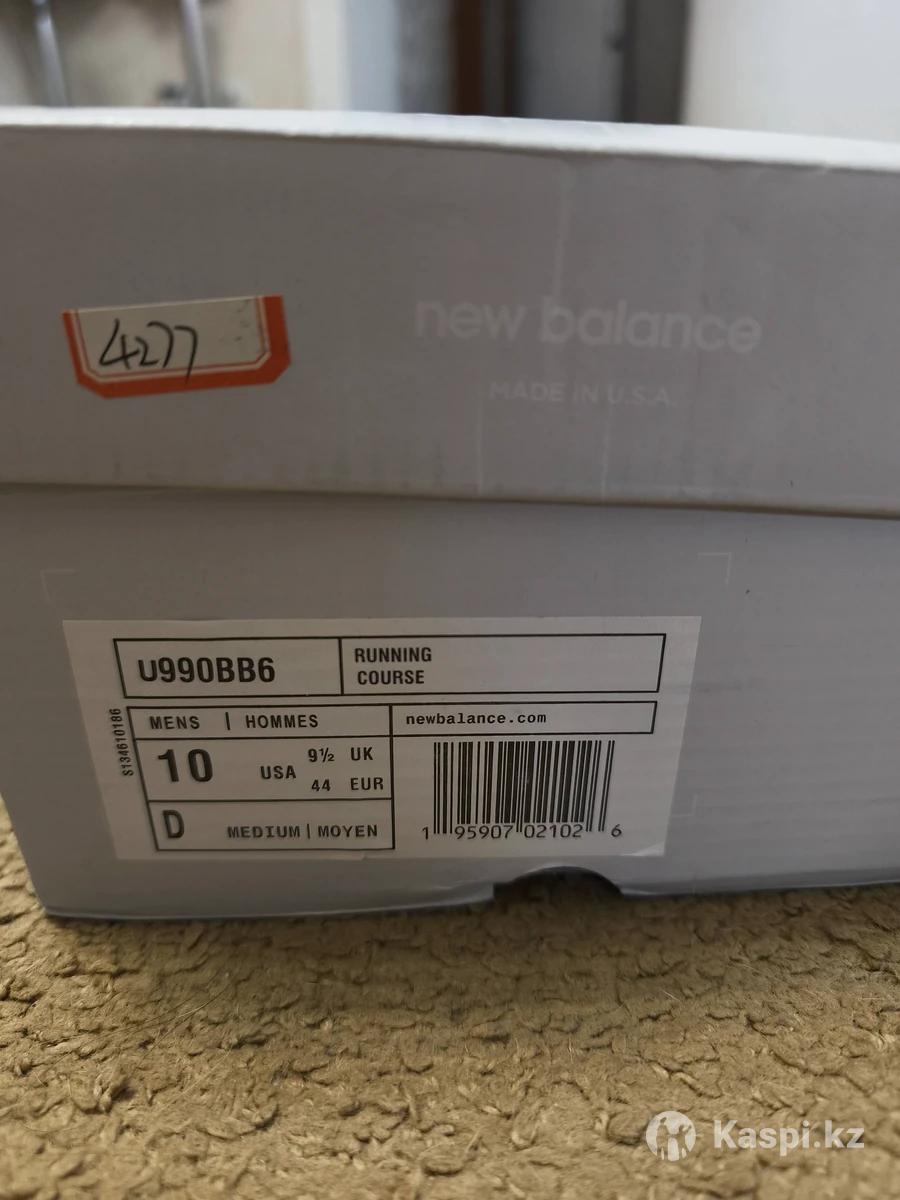 4277
new balance
MADE IN U.S.A.
U990BB6
RUNNING
COURSE
MENS | HOMMES
newbalance.com
S134610186
10 USA 9½ UK
44 EUR
D MEDIUM | MOYEN
1 95907 02102 6
Kaspi.kz